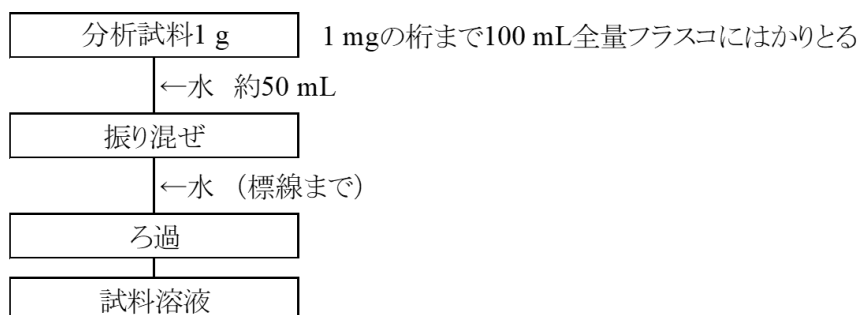 分析試料1 g 1 mgの桁まで100 mL全量フラスコにはかりとる
←水 約50 mL
振り混ぜ
←水 （標線まで）
ろ過
試料溶液